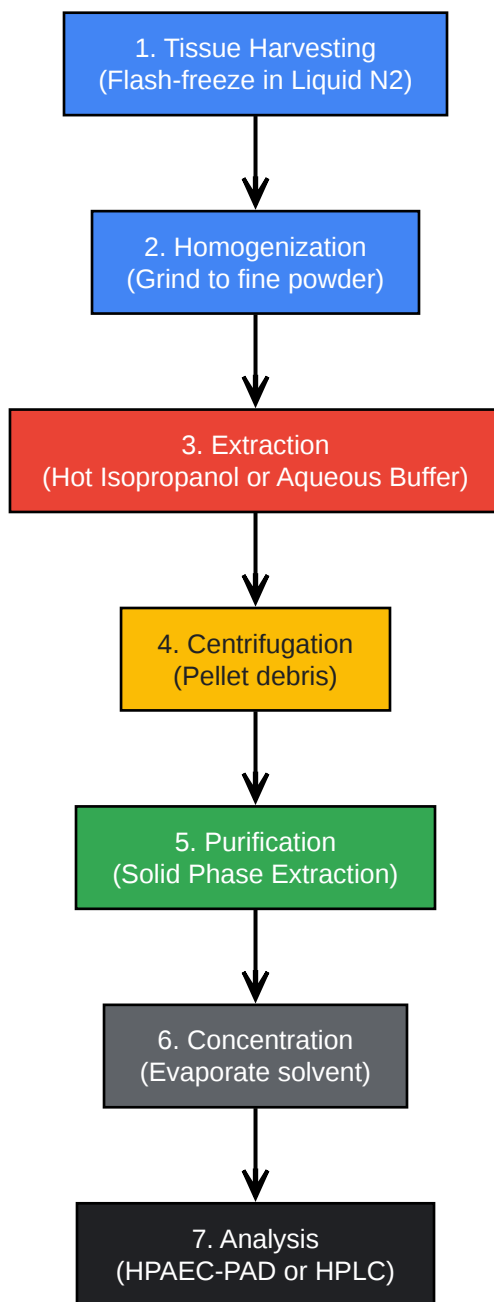 1. Tissue Harvesting
(Flash-freeze in Liquid N2)
2. Homogenization
(Grind to fine powder)
3. Extraction
(Hot Isopropanol or Aqueous Buffer)
4. Centrifugation
(Pellet debris)
5. Purification
(Solid Phase Extraction)
6. Concentration
(Evaporate solvent)
7. Analysis
(HPAEC-PAD or HPLC)